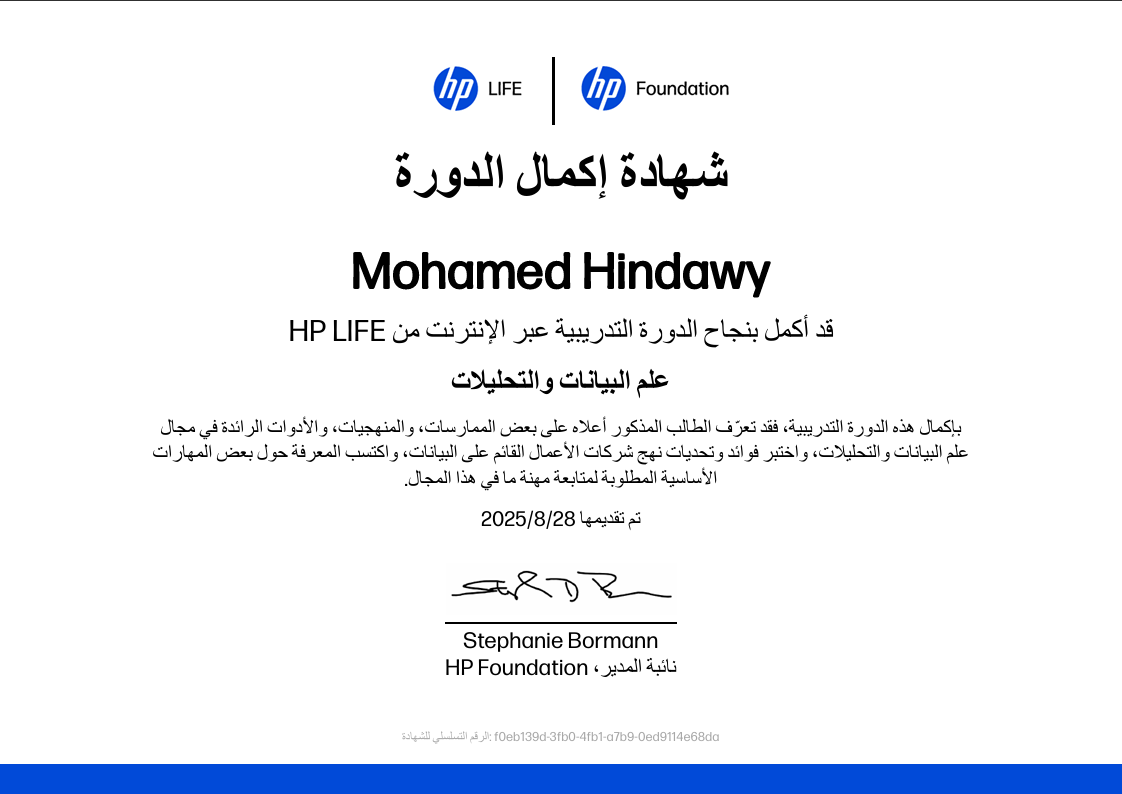 hp LIFE | hp Foundation
شهادة إكمال الدورة
Mohamed Hindawy
قد أكمل بنجاح الدورة التدريبية عبر الإنترنت من HP LIFE
علم البيانات والتحليلات
بإكمال هذه الدورة التدريبية، فقد تعرّف الطالب المذكور أعلاه على بعض الممارسات، والمنهجيات، والأدوات الرائدة في مجال
علم البيانات والتحليلات، واختبر فوائد وتحديات نهج شركات الأعمال القائم على البيانات، واكتسب المعرفة حول بعض المهارات
الأساسية المطلوبة لمتابعة مهنة ما في هذا المجال.
تم تقديمها 2025/8/28
Stephanie Bormann
نائبة المدير، HP Foundation
الرقم التسلسلي للشهادة: f0eb139d-3fb0-4fb1-a7b9-0ed9114e68da